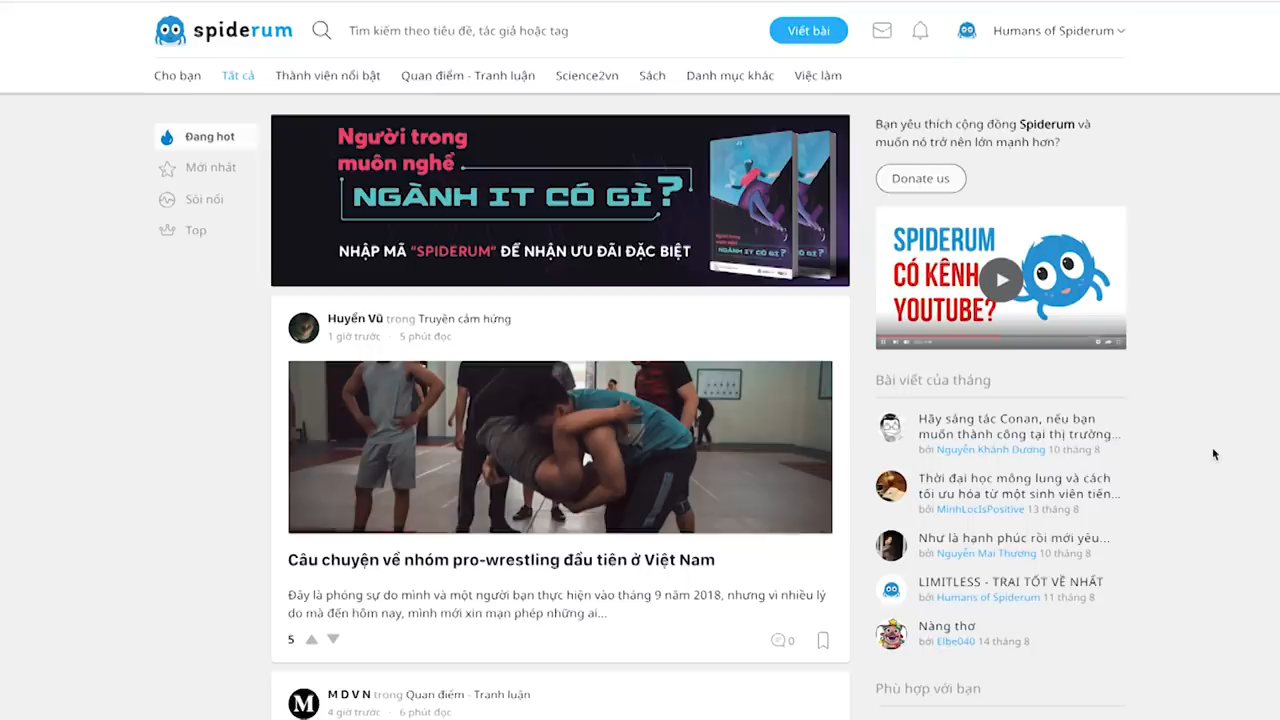 spiderum
Tìm kiếm theo tiêu đề, tác giả hoặc tag
Viết bài
Humans of Spiderum
Cho bạn
Tất cả
Thành viên nổi bật
Quan điểm - Tranh luận
Science2vn
Sách
Danh mục khác
Việc làm
Đang hot
Mới nhất
Sôi nổi
Top
Người trong
muôn nghề
NGÀNH IT CÓ GÌ?
NHẬP MÃ “SPIDERUM” ĐỂ NHẬN ƯU ĐÃI ĐẶC BIỆT
Người trong
muôn nghề
NGÀNH IT CÓ GÌ?
Huyền Vũ trong Truyền cảm hứng
1 giờ trước · 5 phút đọc
Câu chuyện về nhóm pro-wrestling đầu tiên ở Việt Nam
Đây là phóng sự do mình và một người bạn thực hiện vào tháng 9 năm 2018, nhưng vì nhiều lý
do mà đến hôm nay, mình mới xin mạn phép những ai...
5
0
M D V N trong Quan điểm - Tranh luận
4 giờ trước · 6 phút đọc
Bạn yêu thích cộng đồng Spiderum và
muốn nó trở nên lớn mạnh hơn?
Donate us
SPIDERUM
CÓ KÊNH
YOUTUBE?
Bài viết của tháng
Hãy sáng tác Conan, nếu bạn
muốn thành công tại thị trường...
bởi Nguyễn Khánh Dương 10 tháng 8
Thời đại học mông lung và cách
tối ưu hóa từ một sinh viên tiên...
bởi MinhLocIsPositive 13 tháng 8
Như là hạnh phúc rồi mới yêu...
bởi Nguyễn Mai Thương 10 tháng 8
LIMITLESS - TRAI TỐT VỀ NHẤT
bởi Humans of Spiderum 11 tháng 8
Nàng thơ
bởi Elbe040 14 tháng 8
Phù hợp với bạn